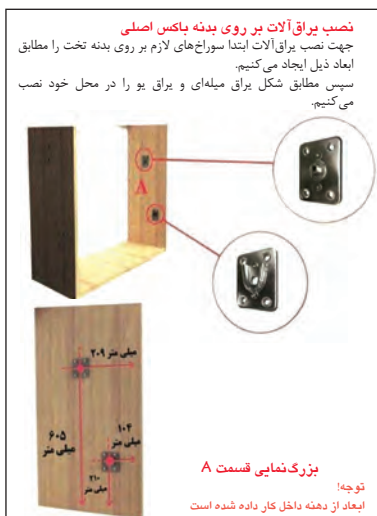 نصب یراق‌آلات بر روی بدنه باکس اصلی
جهت نصب یراق‌آلات ابتدا سوراخ‌های لازم بر روی بدنه تخت را مطابق
ابعاد ذیل ایجاد می‌کنیم.
سپس مطابق شکل یراق میله‌ای و یراق یو را در محل خود نصب
می‌کنیم.
A
۲۰۹ میلی متر
۶۰۵
میلی متر
۱۰۴
میلی متر
۲۱۰
میلی متر
بزرگ‌نمایی قسمت A
توجه!
ابعاد از دهنه داخل کار داده شده است